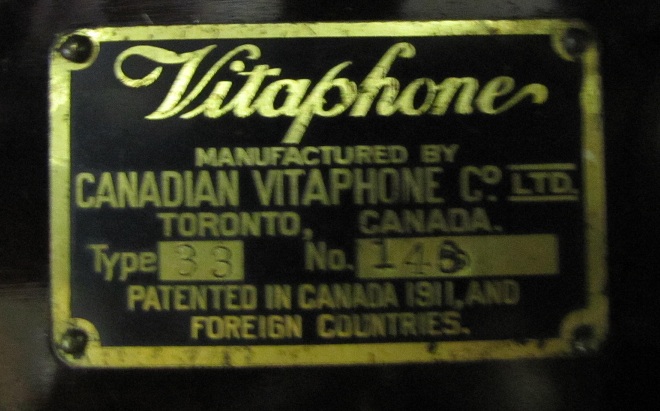 Vitaphone
MANUFACTURED BY
CANADIAN VITAPHONE Cº LTD.
TORONTO, CANADA.
Type 33 No.
PATENTED IN CANADA 1911, AND
FOREIGN COUNTRIES.